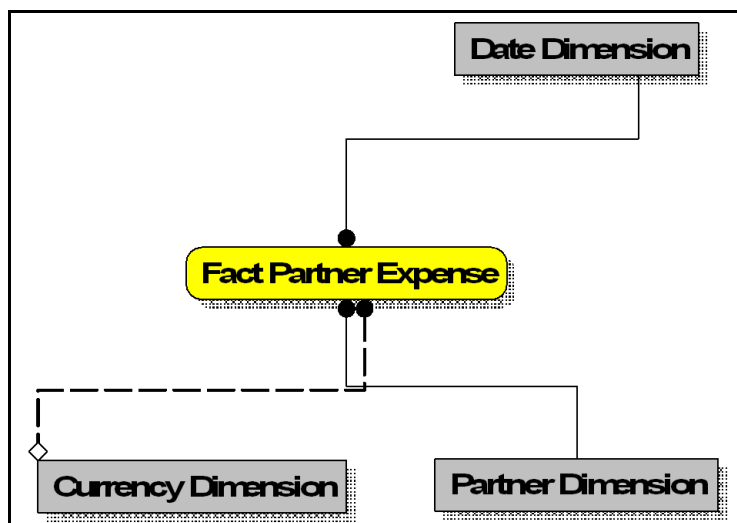 Date Dimension
Fact Partner Expense
Currency Dimension
Partner Dimension